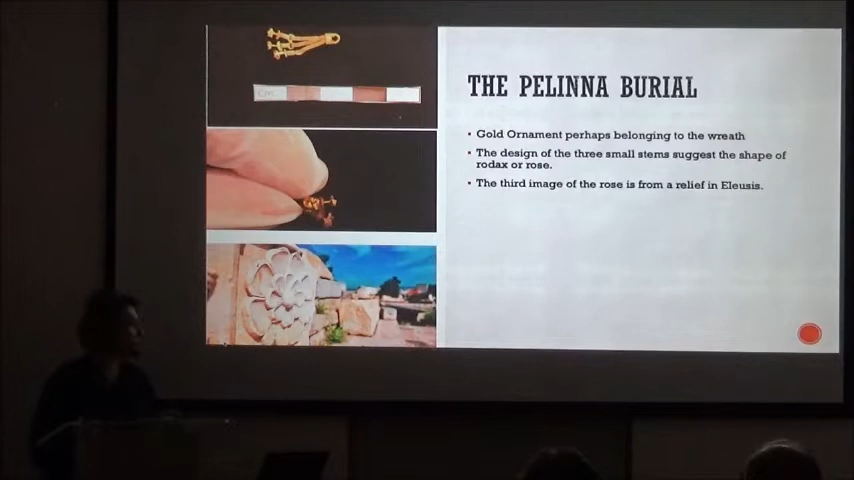 cm
THE PELINNA BURIAL
Gold Ornament perhaps belonging to the wreath
The design of the three small stems suggest the shape of
rodax or rose.
The third image of the rose is from a relief in Eleusis.